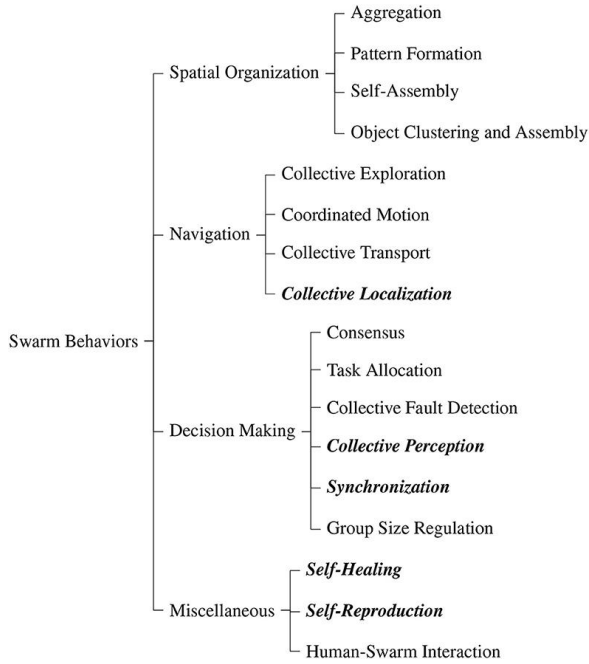 Swarm Behaviors
Spatial Organization
Aggregation
Pattern Formation
Self-Assembly
Object Clustering and Assembly
Navigation
Collective Exploration
Coordinated Motion
Collective Transport
Collective Localization
Decision Making
Consensus
Task Allocation
Collective Fault Detection
Collective Perception
Synchronization
Group Size Regulation
Miscellaneous
Self-Healing
Self-Reproduction
Human-Swarm Interaction